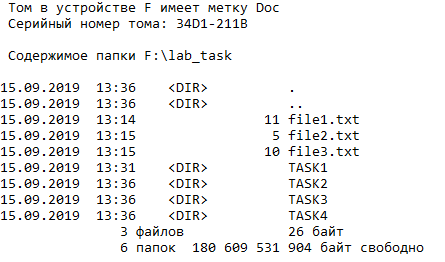 Том в устройстве F имеет метку Doc
Серийный номер тома: 34D1-211B
Содержимое папки F:\lab_task
15.09.2019 13:36 <DIR> .
15.09.2019 13:36 <DIR> ..
15.09.2019 13:14 11 file1.txt
15.09.2019 13:15 5 file2.txt
15.09.2019 13:15 10 file3.txt
15.09.2019 13:31 <DIR> TASK1
15.09.2019 13:36 <DIR> TASK2
15.09.2019 13:36 <DIR> TASK3
15.09.2019 13:36 <DIR> TASK4
3 файлов 26 байт
6 папок 180 609 531 904 байт свободно